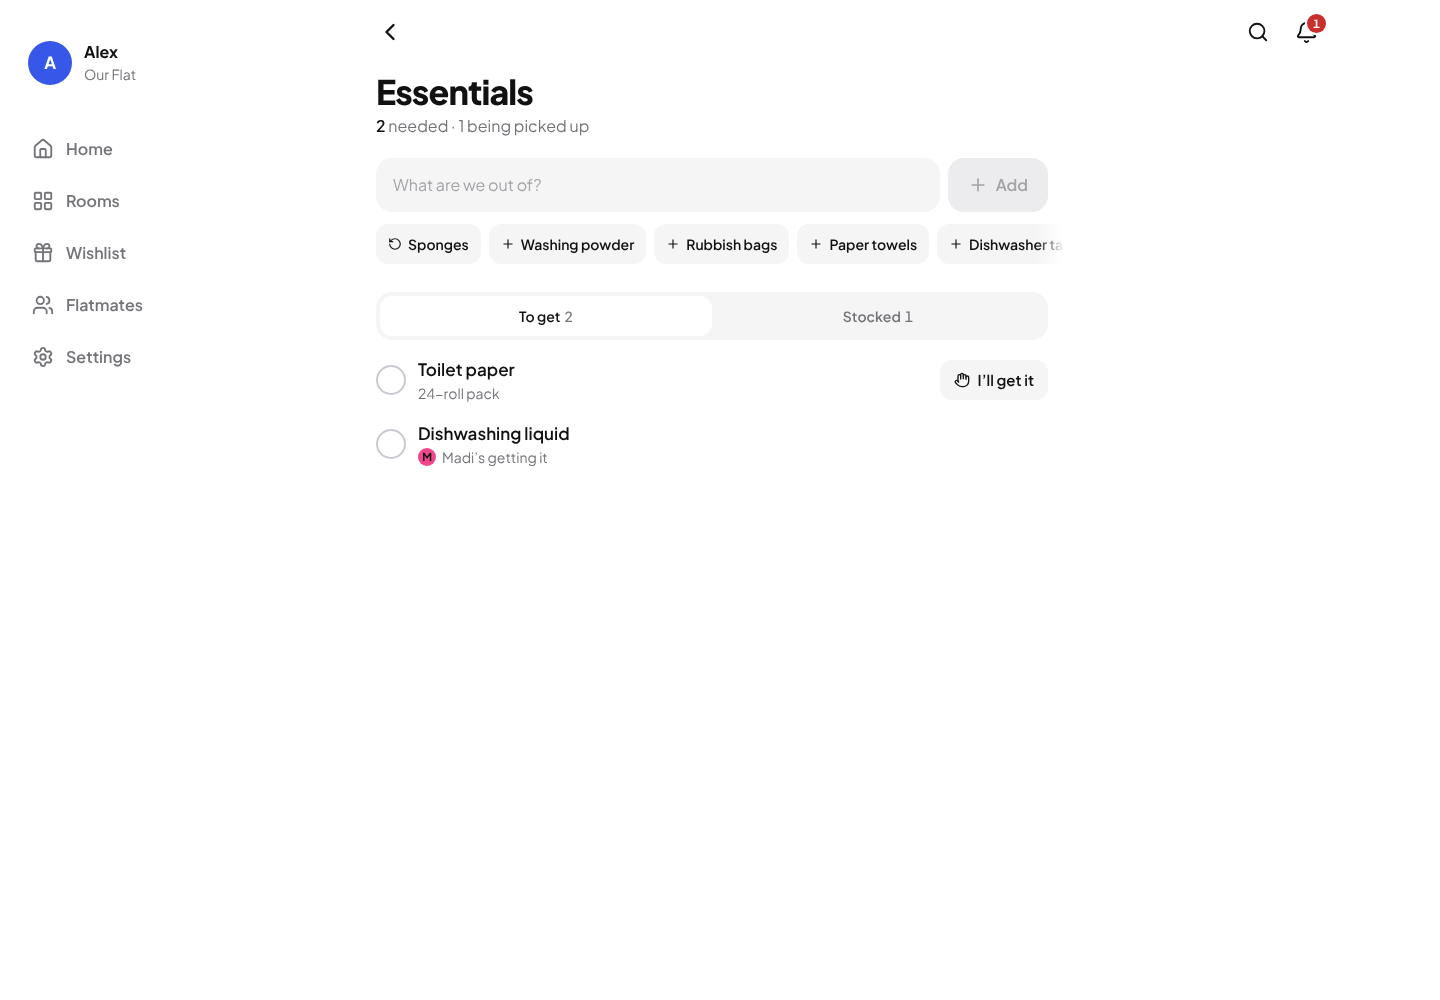 A
Alex
Our Flat
Home
Rooms
Wishlist
Flatmates
Settings
1
Essentials
2 needed · 1 being picked up
What are we out of?
Add
Sponges
Washing powder
Rubbish bags
Paper towels
Dishwasher ta
To get 2
Stocked 1
Toilet paper
24-roll pack
I’ll get it
Dishwashing liquid
M Madi’s getting it